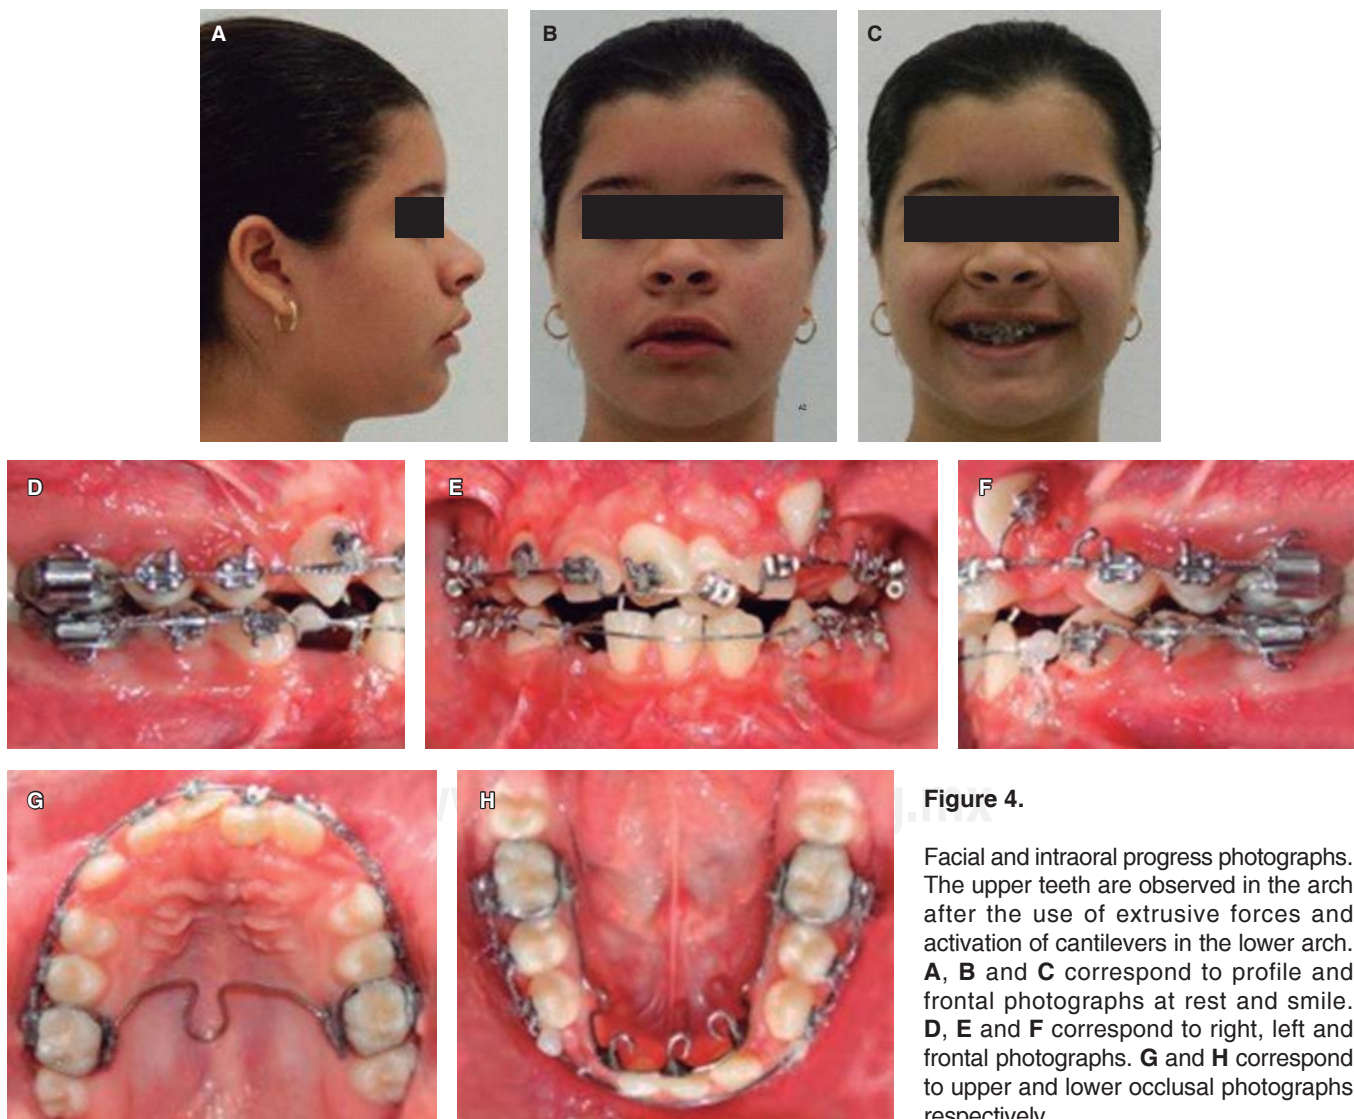 A
B
C
A2
D
E
F
G
H
g.mx
Figure 4.
Facial and intraoral progress photographs.
The upper teeth are observed in the arch
after the use of extrusive forces and
activation of cantilevers in the lower arch.
A, B and C correspond to profile and
frontal photographs at rest and smile.
D, E and F correspond to right, left and
frontal photographs. G and H correspond
to upper and lower occlusal photographs
respectively.